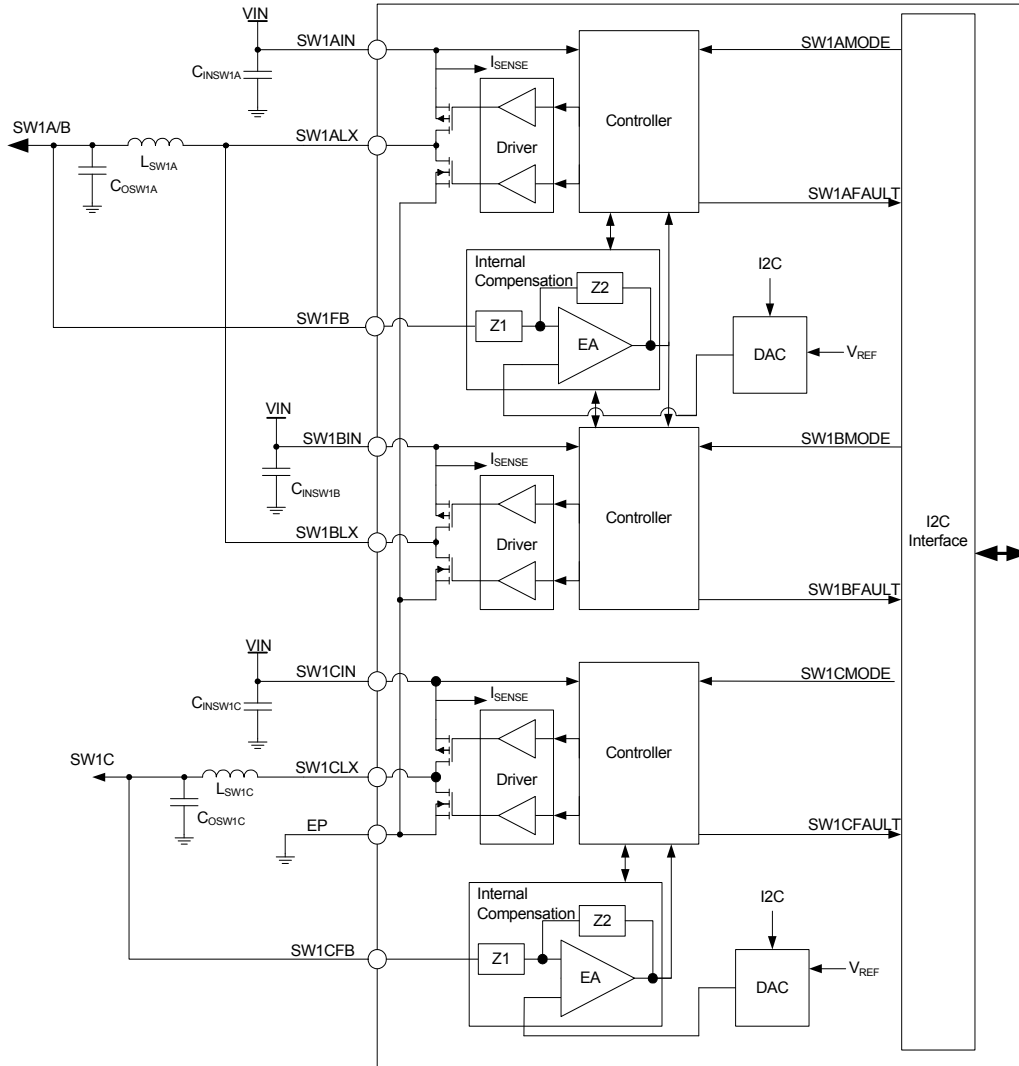 VIN
SW1AIN
SW1AMODE
CINSW1A
ISENSE
Controller
SW1A/B
SW1ALX
Driver
LSW1A
COSW1A
SW1AFAULT
Internal
Compensation
Z2
I2C
SW1FB
Z1
EA
DAC
VREF
VIN
SW1BIN
SW1BMODE
ISENSE
CINSW1B
Controller
SW1BLX
Driver
I2C
Interface
SW1BFAULT
VIN
SW1CIN
SW1CMODE
CINSW1C
ISENSE
Controller
SW1C
SW1CLX
Driver
LSW1C
COSW1C
EP
SW1CFAULT
Internal
Compensation
Z2
I2C
SW1CFB
Z1
EA
DAC
VREF